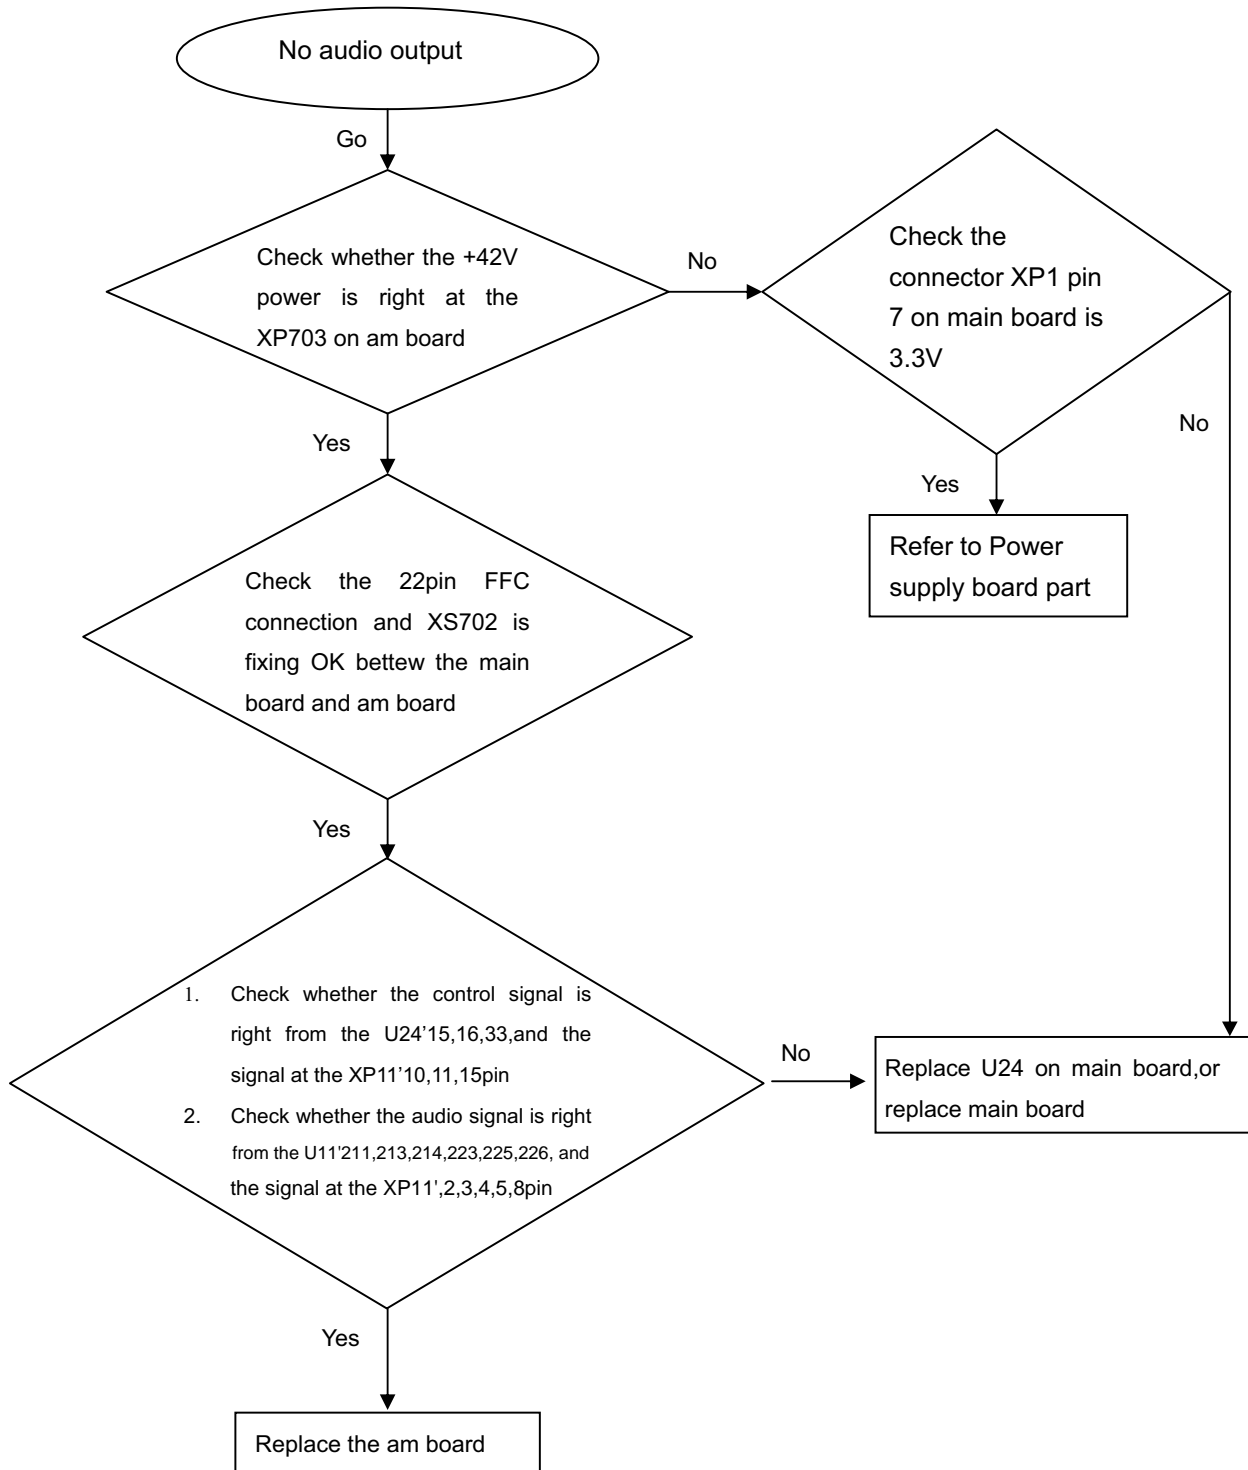 No audio output
Go
Check whether the +42V
power is right at the
XP703 on am board
No
Check the
connector XP1 pin
7 on main board is
3.3V
No
Yes
Yes
Refer to Power
supply board part
Check the 22pin FFC
connection and XS702 is
fixing OK bettew the main
board and am board
Yes
1. Check whether the control signal is
right from the U24'15,16,33,and the
signal at the XP11'10,11,15pin
2. Check whether the audio signal is right
from the U11'211,213,214,223,225,226, and
the signal at the XP11',2,3,4,5,8pin
No
Replace U24 on main board,or
replace main board
Yes
Replace the am board